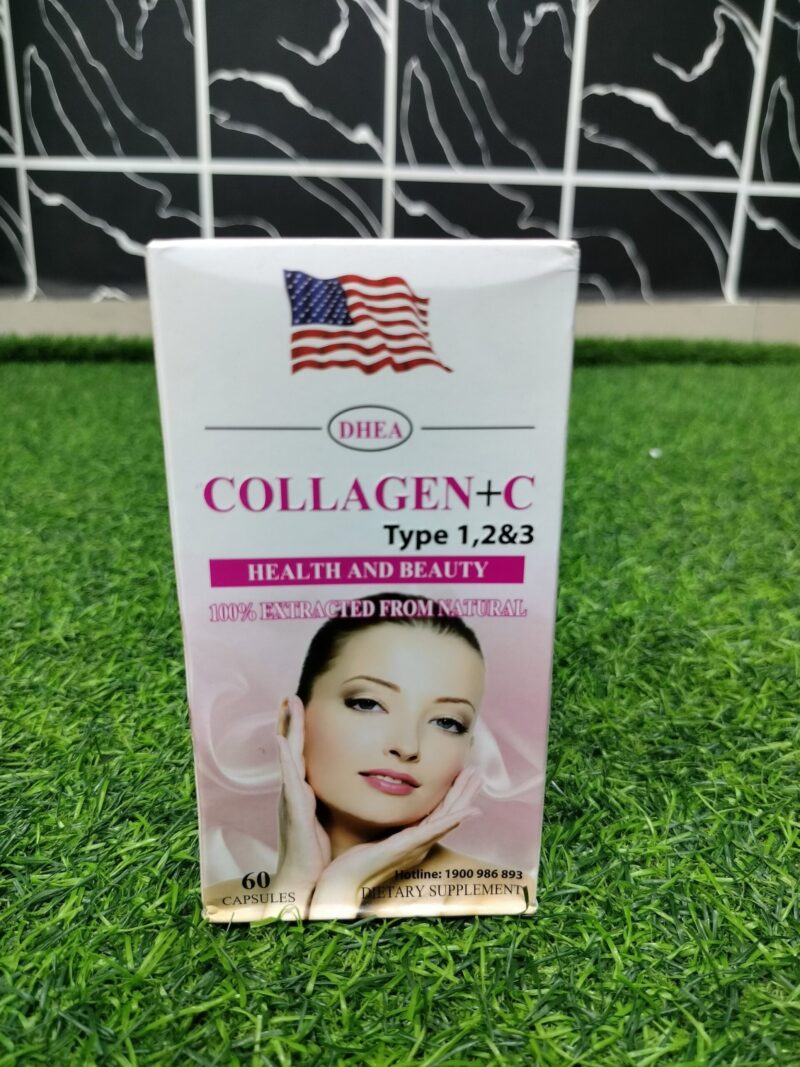 DHEA
COLLAGEN+C
Type 1,2&3
HEALTH AND BEAUTY
100% EXTRACTED FROM NATURAL
60
CAPSULES
Hotline: 1900 986 893
DIETARY SUPPLEMENT